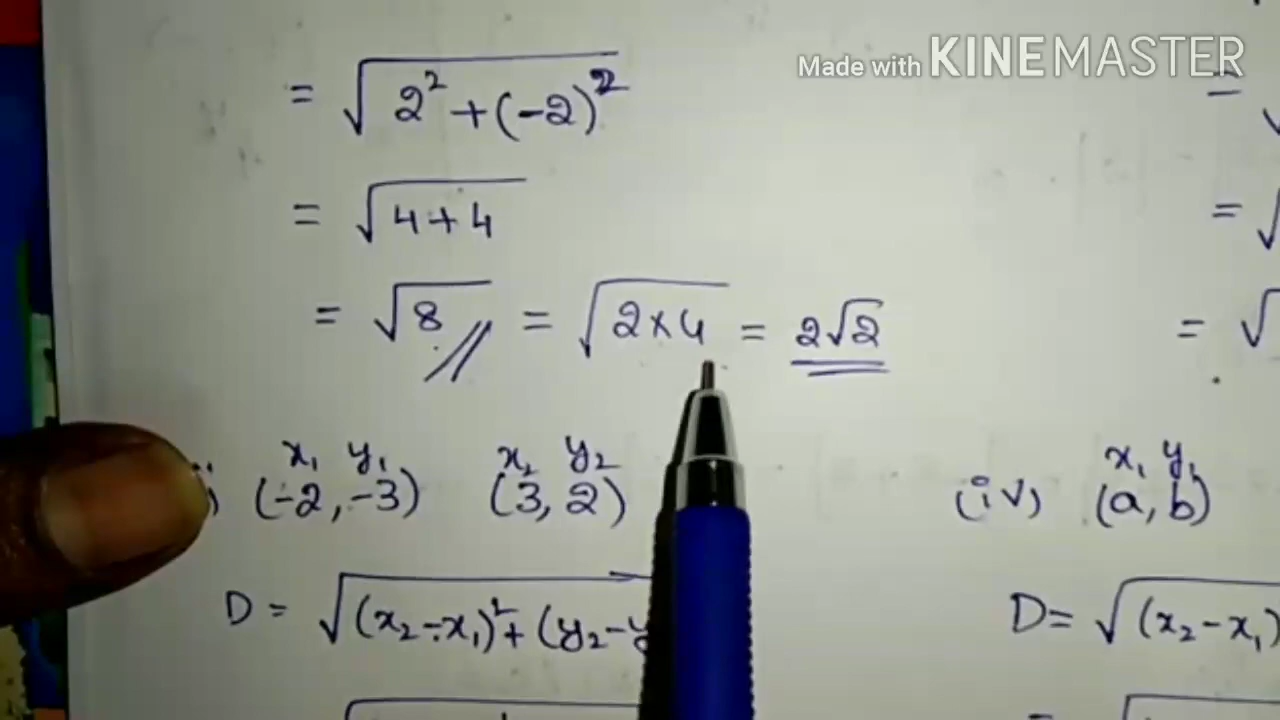 Made with KINEMASTER
= √2² + (-2)²
= √4 + 4
= √8 = √2 × 4 = 2√2
x₁ y₁ x₂ y₂
(-2, -3) (3, 2)
D = √(x₂ - x₁)² + (y₂ - y
=
= √
= √
x₁ y₁
(iv) (a, b)
D = √(x₂ - x₁)